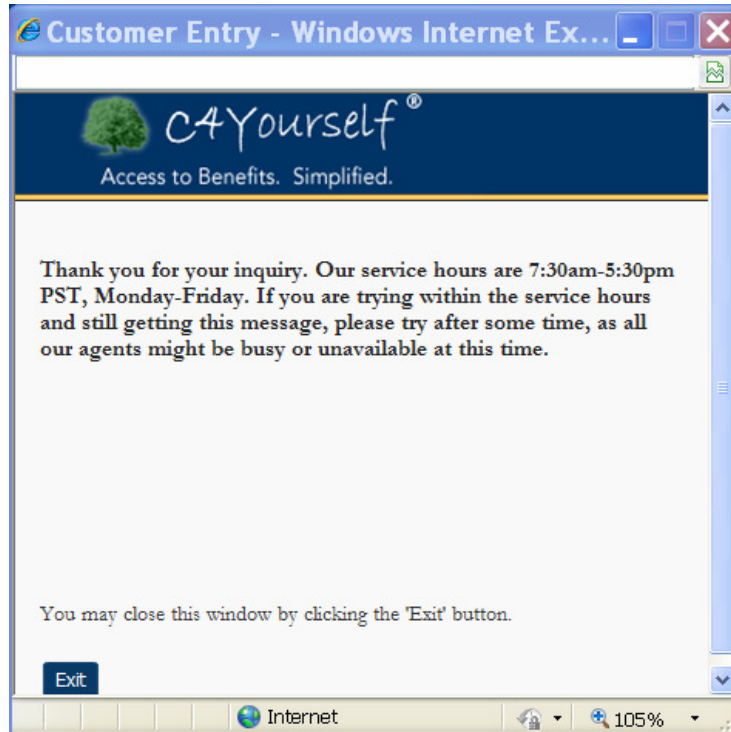 Customer Entry - Windows Internet Ex...
C4Yourself®
Access to Benefits. Simplified.
Thank you for your inquiry. Our service hours are 7:30am-5:30pm
PST, Monday-Friday. If you are trying within the service hours
and still getting this message, please try after some time, as all
our agents might be busy or unavailable at this time.
You may close this window by clicking the 'Exit' button.
Exit
Internet
105%